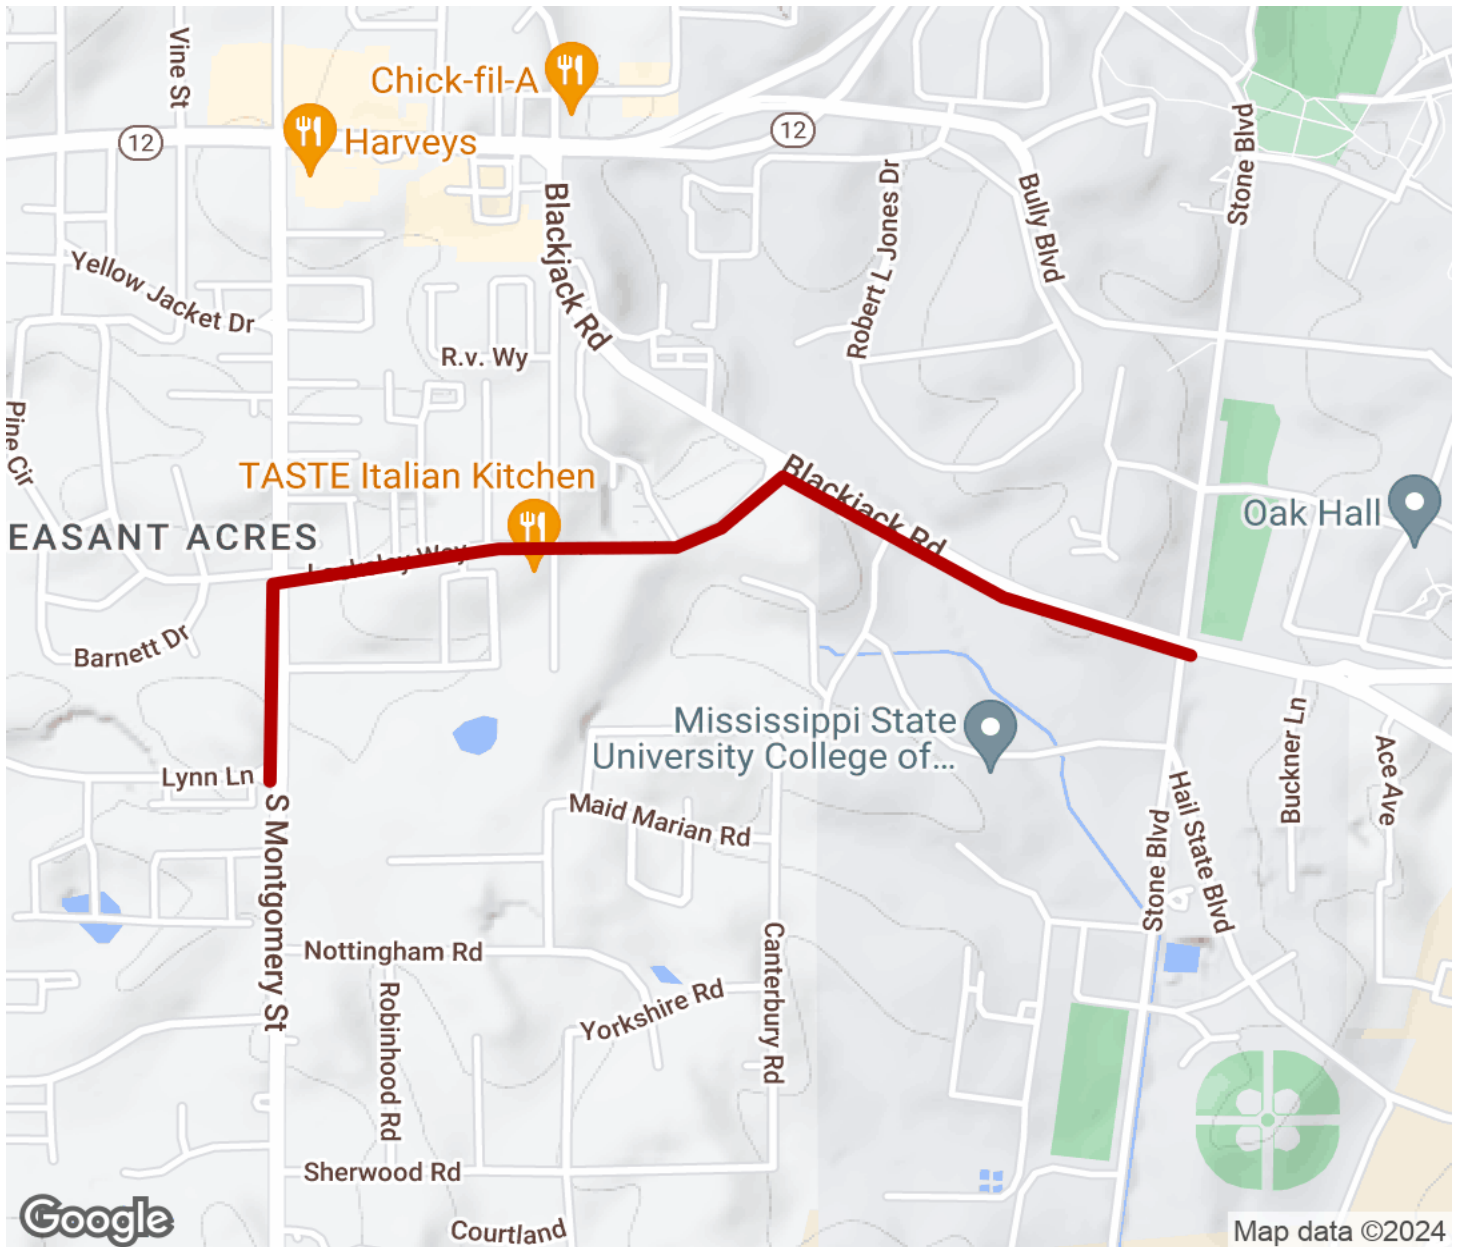 Vine St
Chick-fil-A
12
Harveys
12
Stone Blvd
Blackjack Rd
Robert L Jones Dr
Bully Blvd
Yellow Jacket Dr
R.v. Wy
Pine Cir
TASTE Italian Kitchen
Blackjack Rd
Oak Hall
EASANT ACRES
Barnett Dr
Lynn Ln
Mississippi State
University College of...
Buckner Ln
Ace Ave
Maid Marian Rd
Hail State Blvd
Stone Blvd
S Montgomery St
Nottingham Rd
Canterbury Rd
Yorkshire Rd
Robinhood Rd
Sherwood Rd
Courtland
Google
Map data ©2024